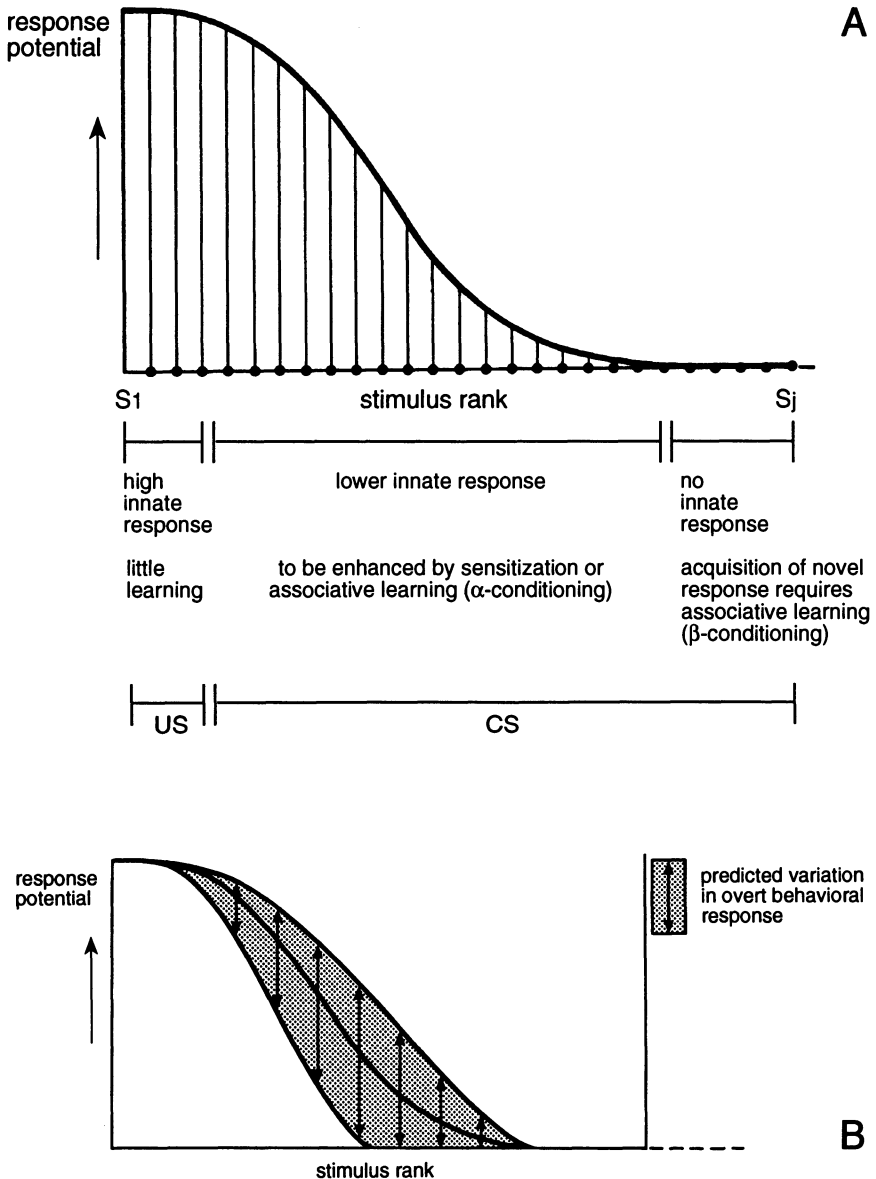 response
potential
A
S1
stimulus rank
Sj
high
innate
response
lower innate response
no
innate
response
little
learning
to be enhanced by sensitization or
associative learning (α-conditioning)
acquisition of novel
response requires
associative learning
(β-conditioning)
US
CS
response
potential
predicted variation
in overt behavioral
response
B
stimulus rank